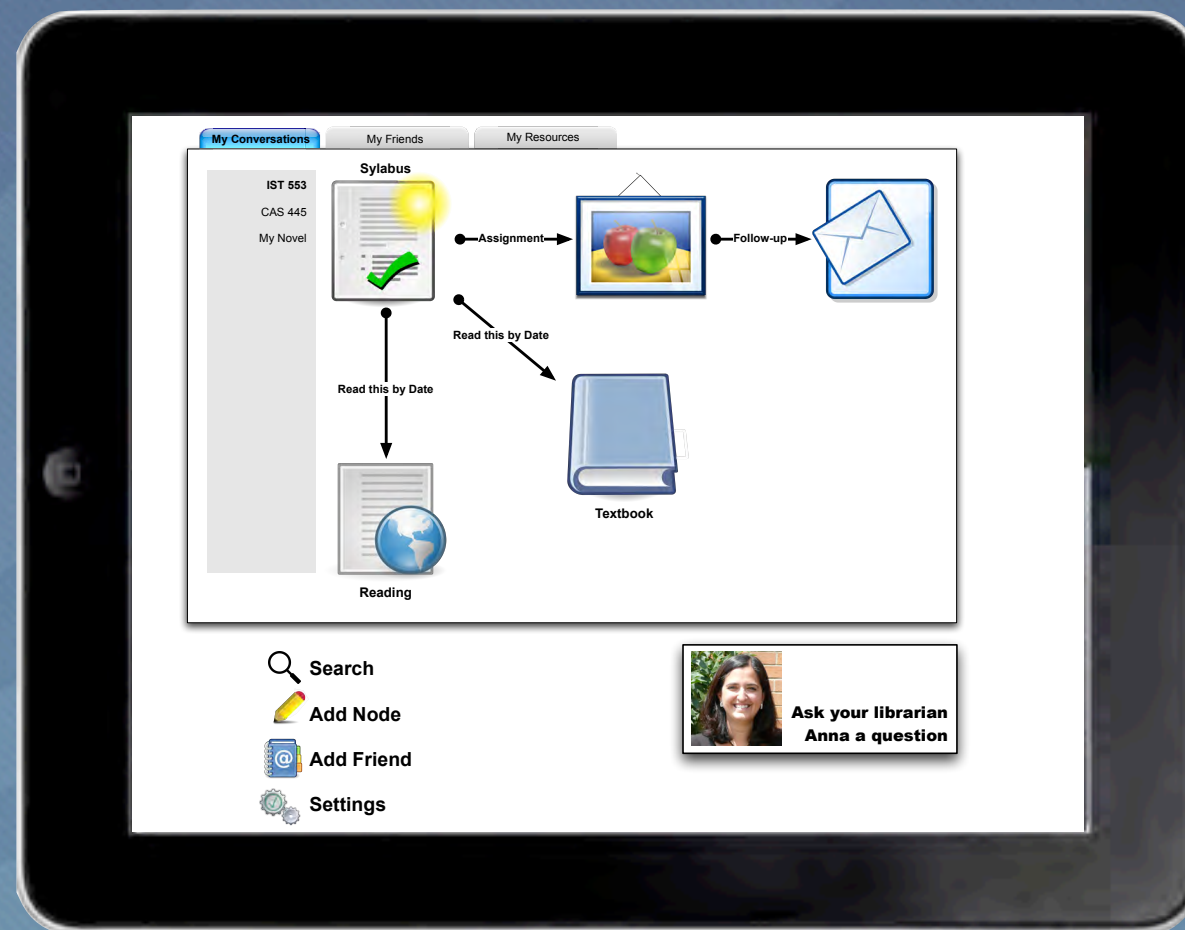 My Conversations
My Friends
My Resources
Sylabus
IST 553
CAS 445
My Novel
Assignment
Follow-up
Read this by Date
Read this by Date
Textbook
Reading
Search
Add Node
@
Add Friend
Settings
Ask your librarian
Anna a question